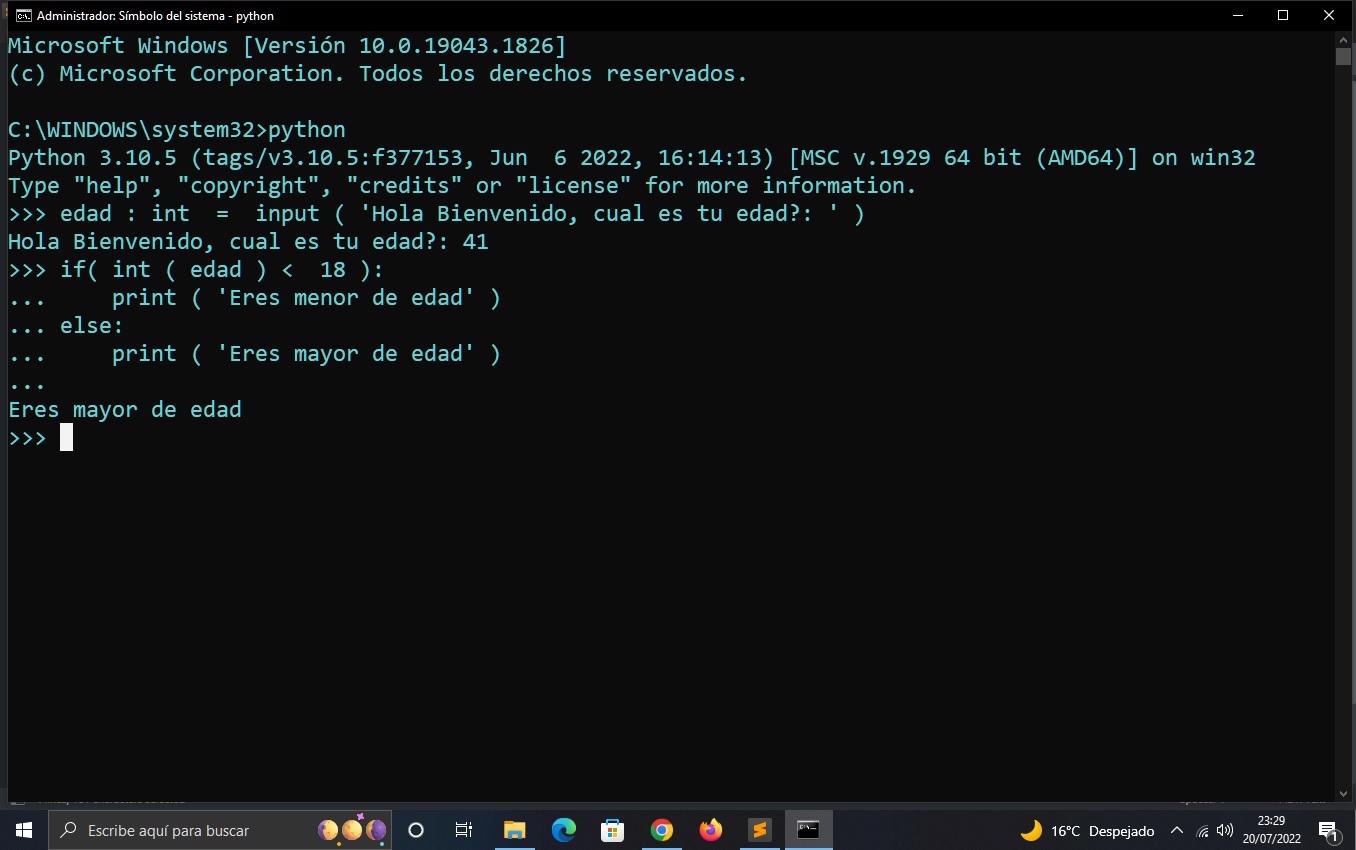 Administrador: Símbolo del sistema - python
Microsoft Windows [Versión 10.0.19043.1826]
(c) Microsoft Corporation. Todos los derechos reservados.
C:\WINDOWS\system32>python
Python 3.10.5 (tags/v3.10.5:f377153, Jun  6 2022, 16:14:13) [MSC v.1929 64 bit (AMD64)] on win32
Type "help", "copyright", "credits" or "license" for more information.
>>> edad : int  =  input ( 'Hola Bienvenido, cual es tu edad?: ' )
Hola Bienvenido, cual es tu edad?: 41
>>> if( int ( edad ) <  18 ):
...     print ( 'Eres menor de edad' )
... else:
...     print ( 'Eres mayor de edad' )
...
Eres mayor de edad
>>>
Escribe aquí para buscar
16°C Despejado
23:29
20/07/2022
1